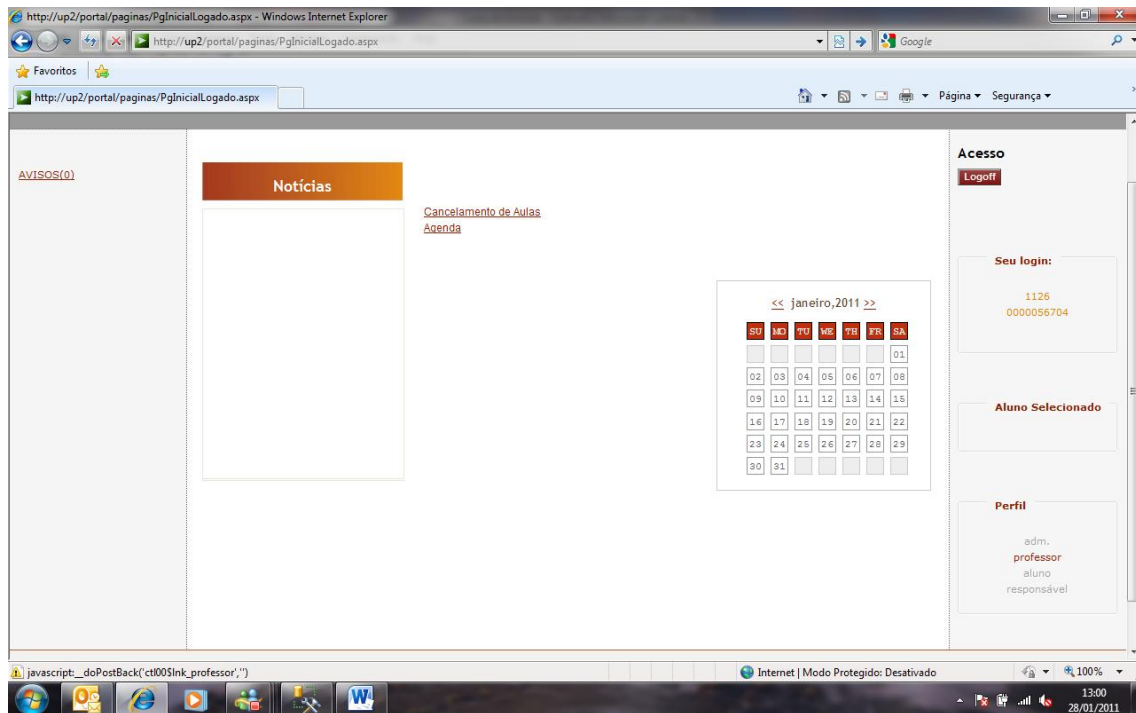 http://up2/portal/paginas/PgInicialLogado.aspx - Windows Internet Explorer
http://up2/portal/paginas/PgInicialLogado.aspx
Google
Favoritos
http://up2/portal/paginas/PgInicialLogado.aspx
Página
Segurança
AVISOS(0)
Notícias
Cancelamento de Aulas
Agenda
<< janeiro,2011 >>
SU MO TU WE TH FR SA
01
02 03 04 05 06 07 08
09 10 11 12 13 14 15
16 17 18 19 20 21 22
23 24 25 26 27 28 29
30 31
Acesso
Logoff
Seu login:
1126
0000056704
Aluno Selecionado
Perfil
adm.
professor
aluno
responsável
javascript:__doPostBack('ctl00$lnk_professor','')
Internet | Modo Protegido: Desativado
100%
13:00
28/01/2011